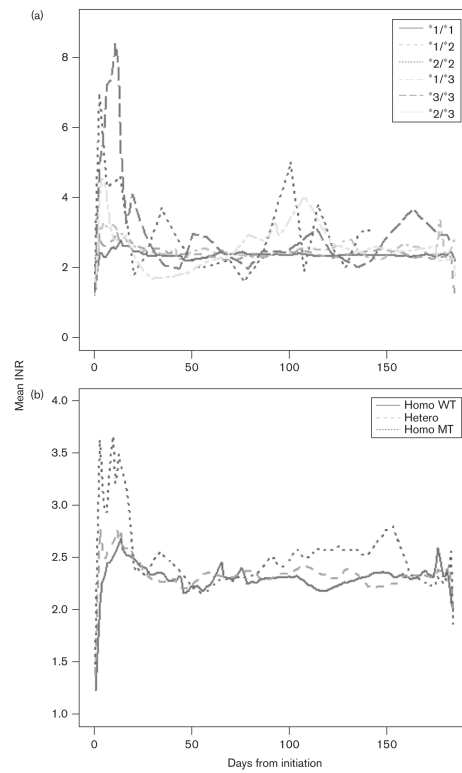 (a)
8
6
4
2
0
*1/*1
*1/*2
*2/*2
*1/*3
*3/*3
*2/*3
0 50 100 150
Mean INR
(b)
4.0
3.5
3.0
2.5
2.0
1.5
1.0
Homo WT
Hetero
Homo MT
0 50 100 150
Days from initiation